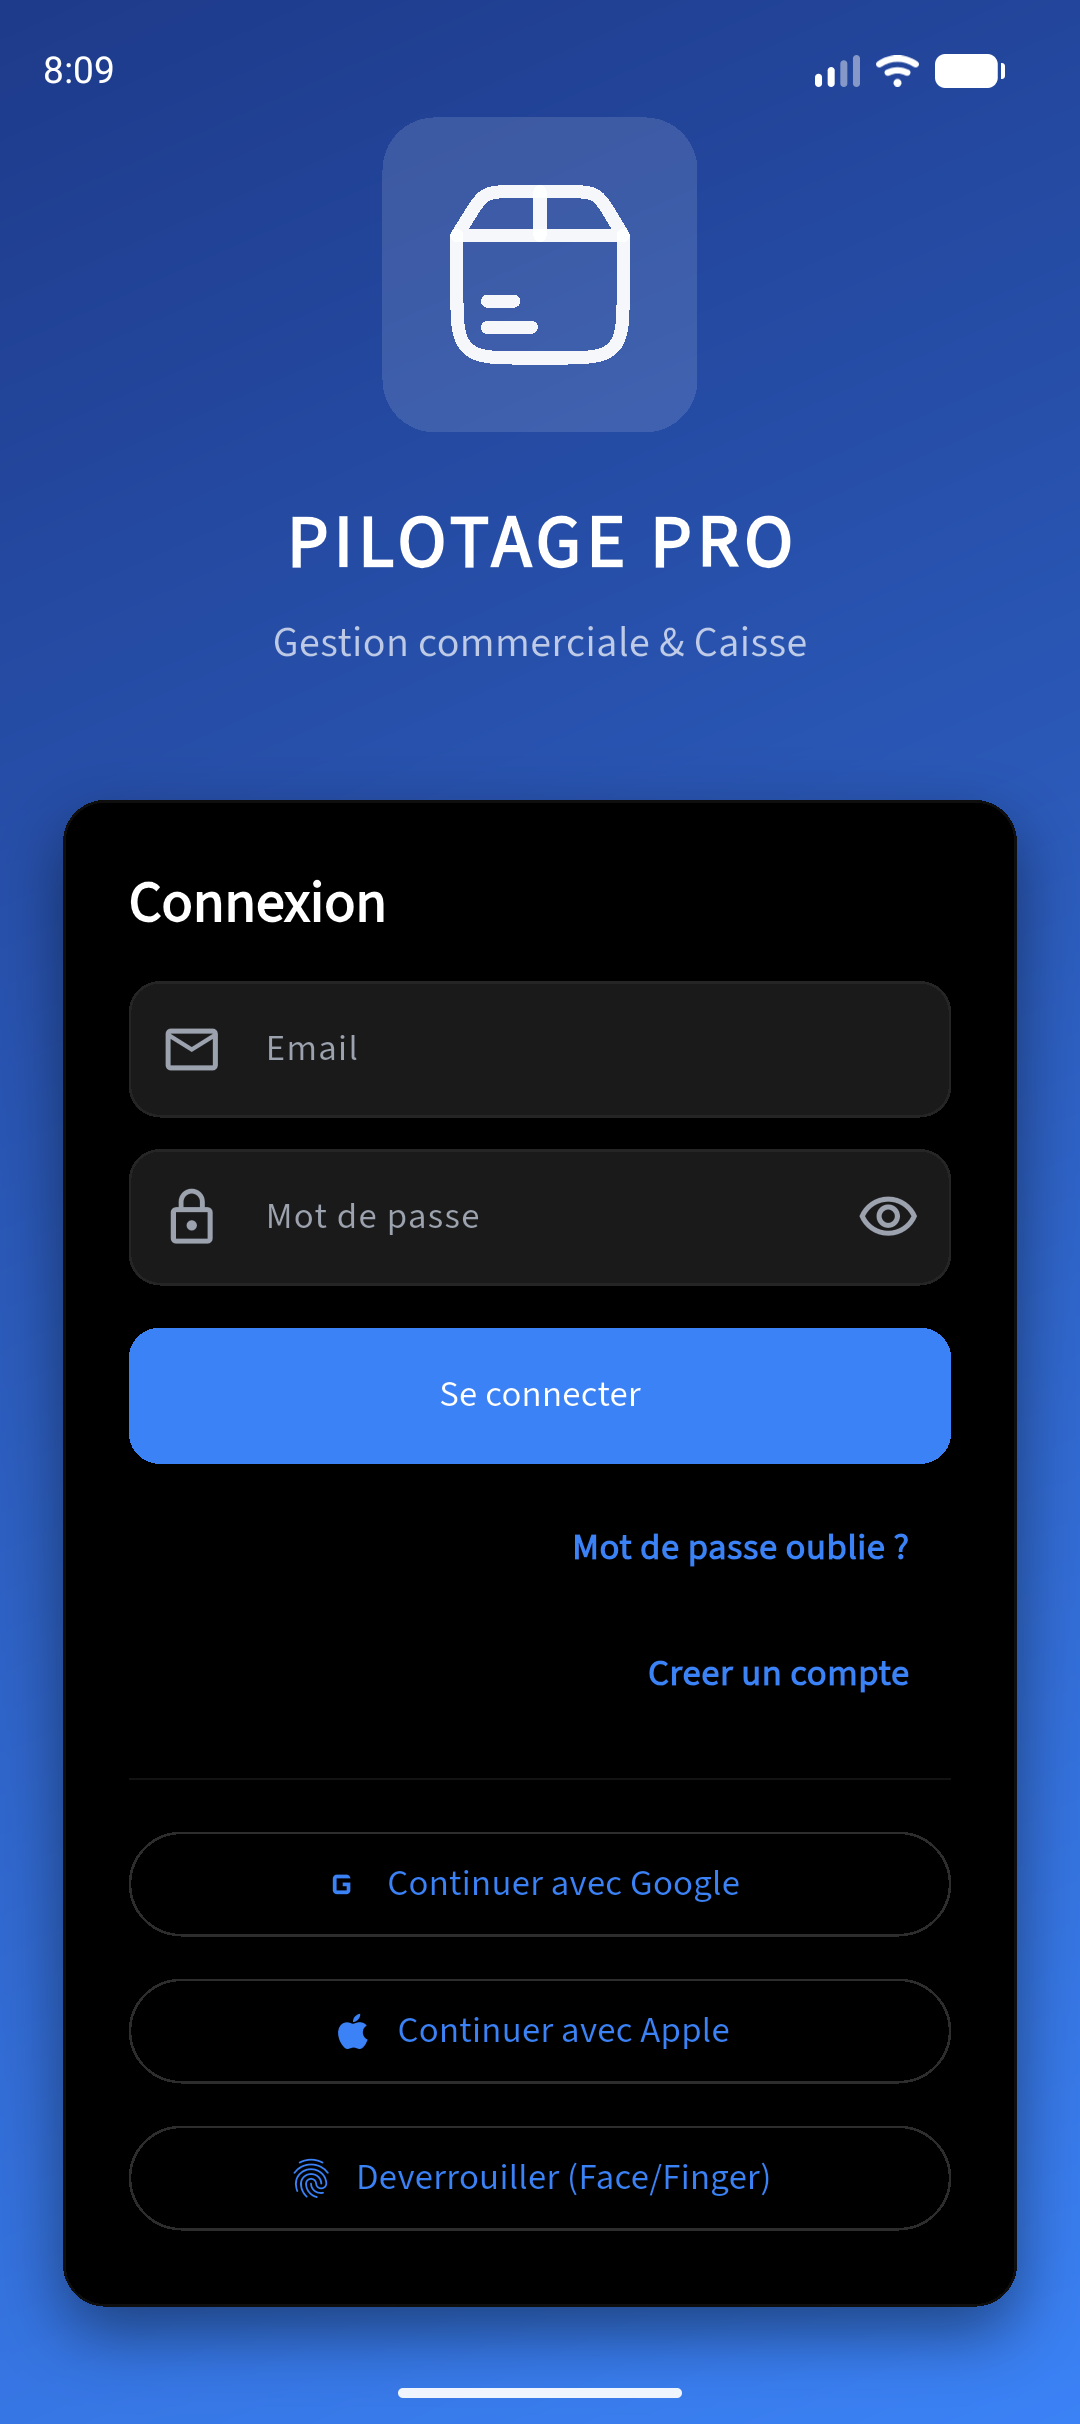 8:09
PILOTAGE PRO
Gestion commerciale & Caisse
Connexion
Email
Mot de passe
Se connecter
Mot de passe oublie ?
Creer un compte
G Continuer avec Google
Continuer avec Apple
Deverrouiller (Face/Finger)